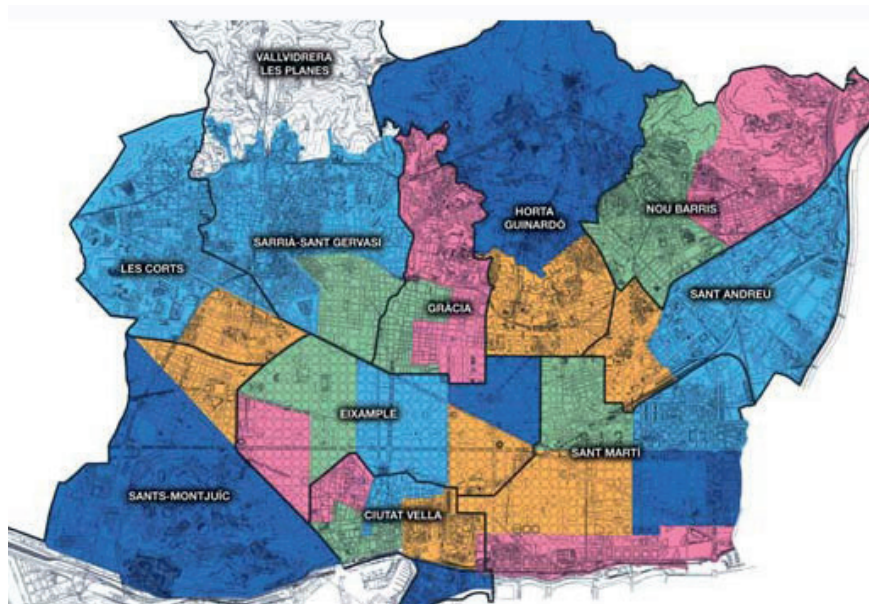 VALLVIDRERA
LES PLANES
HORTA
GUINARDÓ
NOU BARRIS
SARRIÀ-SANT GERVASI
LES CORTS
SANT ANDREU
GRÀCIA
EIXAMPLE
SANT MARTÍ
SANTS-MONTJUÏC
CIUTAT VELLA